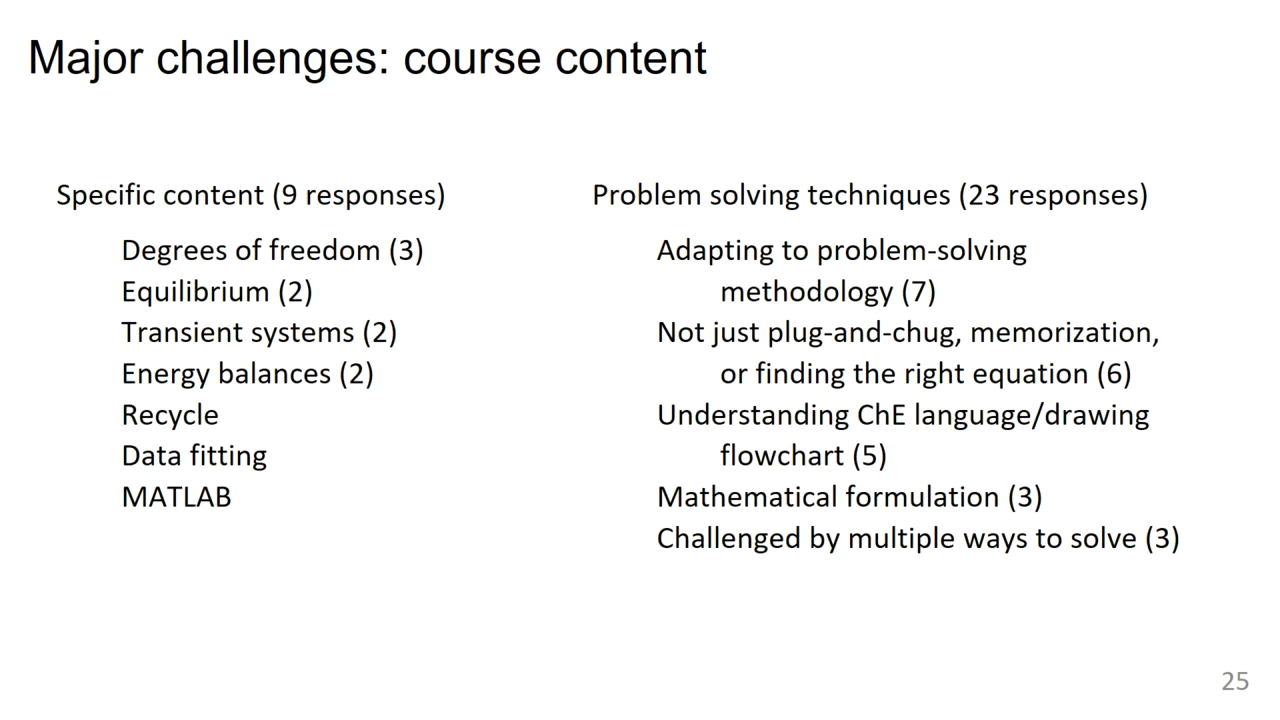 Major challenges: course content
Specific content (9 responses)
Degrees of freedom (3)
Equilibrium (2)
Transient systems (2)
Energy balances (2)
Recycle
Data fitting
MATLAB
Problem solving techniques (23 responses)
Adapting to problem-solving
methodology (7)
Not just plug-and-chug, memorization,
or finding the right equation (6)
Understanding ChE language/drawing
flowchart (5)
Mathematical formulation (3)
Challenged by multiple ways to solve (3)
25